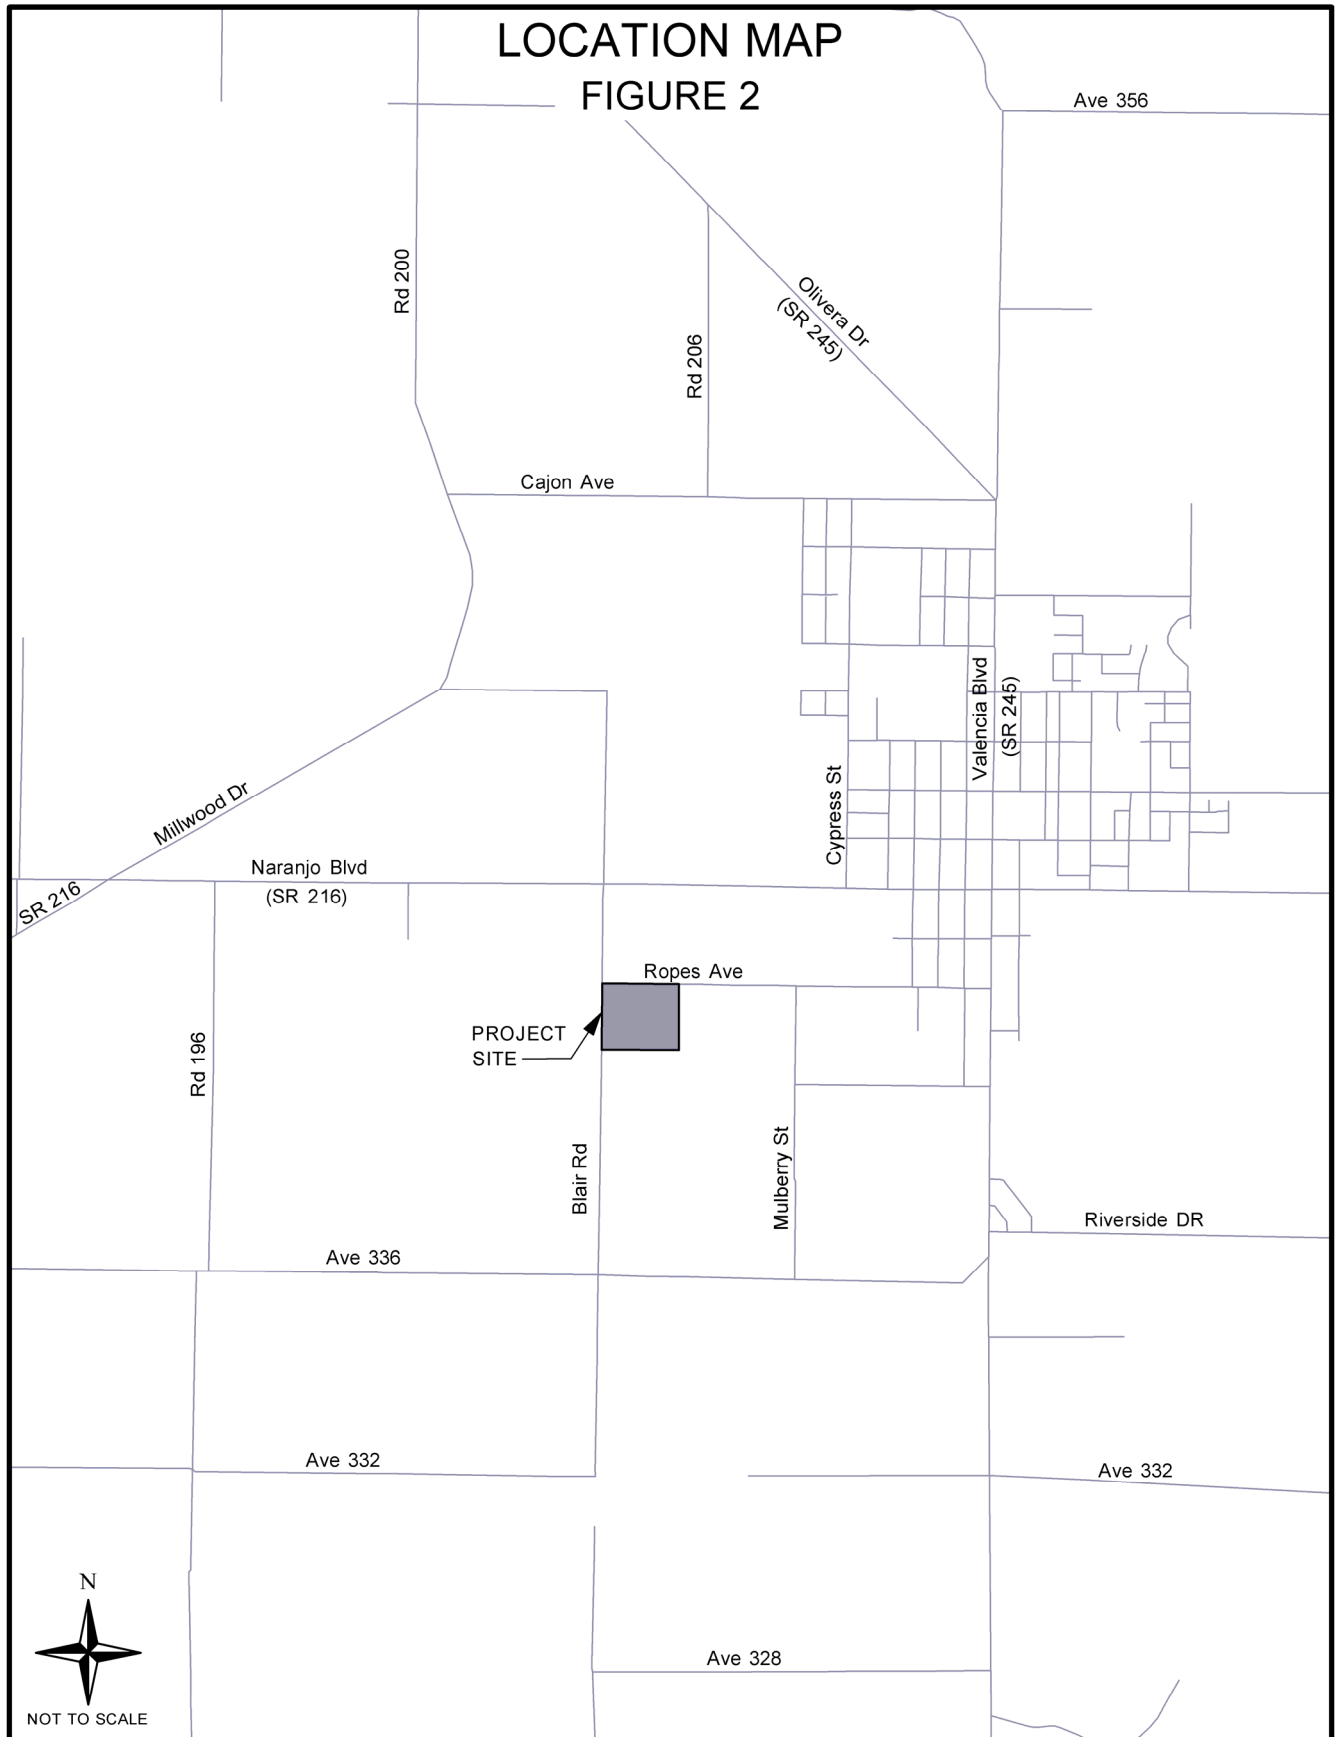 LOCATION MAP
FIGURE 2
Ave 356
Rd 200
Olivera Dr
(SR 245)
Rd 206
Cajon Ave
Valencia Blvd
(SR 245)
Cypress St
Millwood Dr
Naranjo Blvd
(SR 216)
SR 216
Ropes Ave
PROJECT
SITE
Rd 196
Blair Rd
Mulberry St
Riverside DR
Ave 336
Ave 332
Ave 332
N
Ave 328
NOT TO SCALE